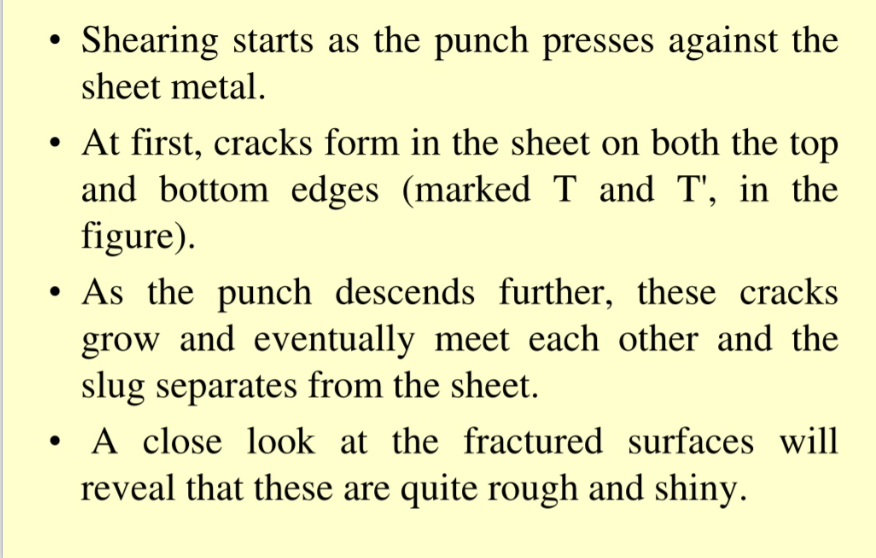 • Shearing starts as the punch presses against the
sheet metal.
• At first, cracks form in the sheet on both the top
and bottom edges (marked T and T', in the
figure).
• As the punch descends further, these cracks
grow and eventually meet each other and the
slug separates from the sheet.
• A close look at the fractured surfaces will
reveal that these are quite rough and shiny.